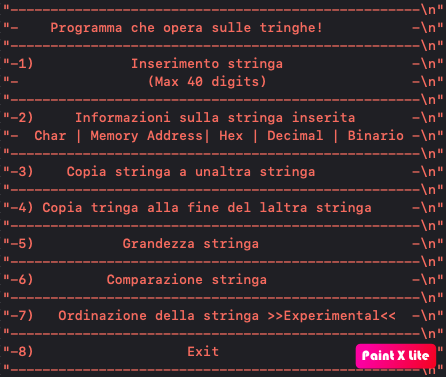 "--------------------------------------------------\n"
"-    Programma che opera sulle tringhe!           -\n"
"--------------------------------------------------\n"
"-1)            Inserimento stringa                -\n"
"-                (Max 40 digits)                  -\n"
"--------------------------------------------------\n"
"-2)     Informazioni sulla stringa inserita       -\n"
"-  Char | Memory Address| Hex | Decimal | Binario -\n"
"--------------------------------------------------\n"
"-3)    Copia stringa a unaltra stringa            -\n"
"--------------------------------------------------\n"
"-4) Copia tringa alla fine del laltra stringa     -\n"
"--------------------------------------------------\n"
"-5)           Grandezza stringa                   -\n"
"--------------------------------------------------\n"
"-6)         Comparazione stringa                  -\n"
"--------------------------------------------------\n"
"-7)   Ordinazione della stringa >>Experimental<<  -\n"
"--------------------------------------------------\n"
"-8)                   Exit                        -\n"
"--------------------------------------------------\n"
Paint X Lite